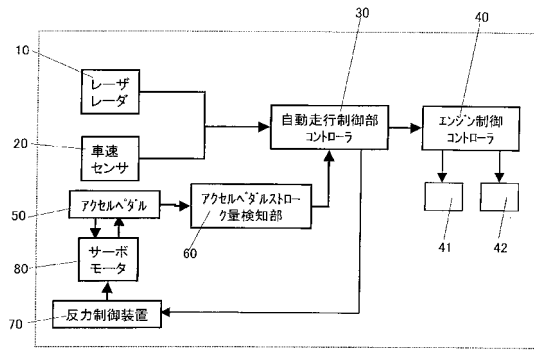 10
レーザ
レーダ
20
車速
センサ
30
自動走行制御部
コントローラ
40
エンジン制御
コントローラ
41
42
50
アクセルペダル
アクセルペダルストロー
ク量検知部
60
80
サーボ
モータ
70
反力制御装置